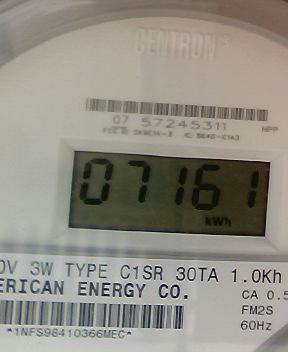 CENTRON®
07 57245311
HPP
07161
kWh
0V 3W TYPE C1SR 30TA 1.0Kh
ERICAN ENERGY CO.
CA 0.5
FM2S
60Hz
*1NFS98410366MEC*